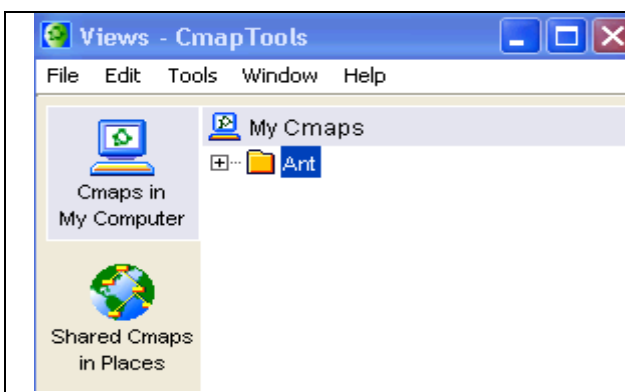 Views - CmapTools
File Edit Tools Window Help
My Cmaps
Ant
Cmaps in
My Computer
Shared Cmaps
in Places